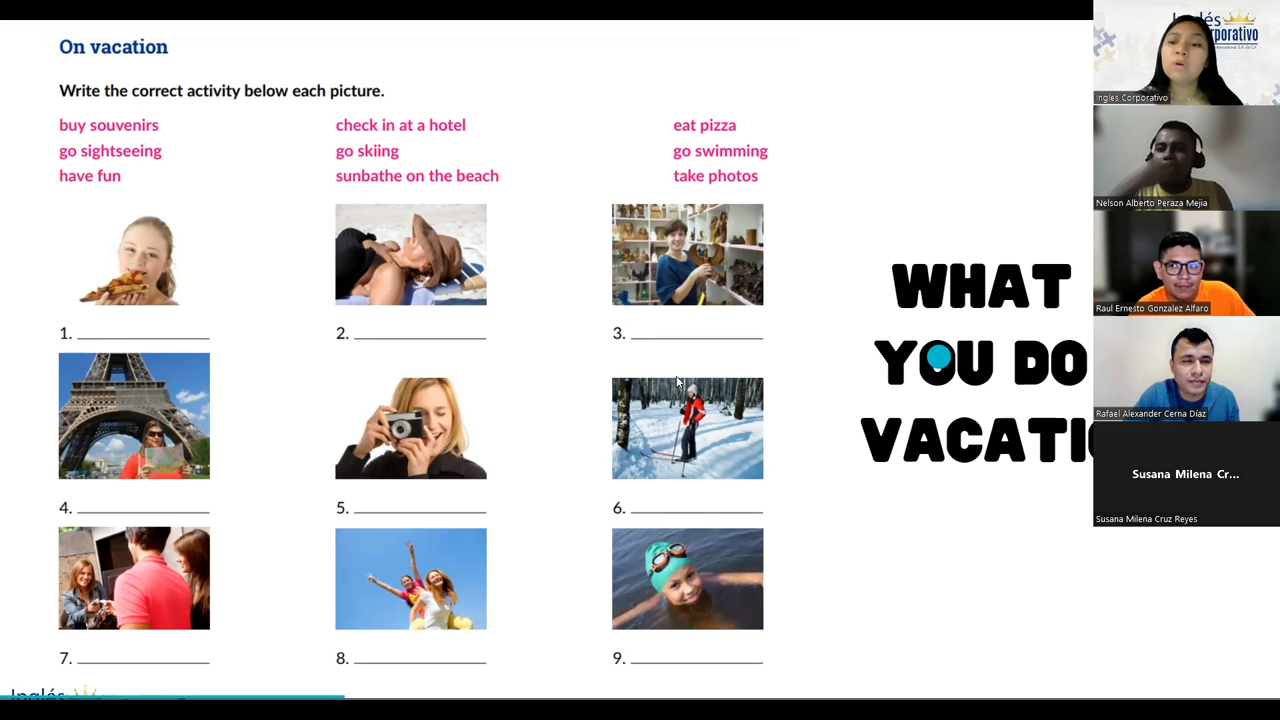 On vacation
Write the correct activity below each picture.
buy souvenirs
check in at a hotel
eat pizza
go sightseeing
go skiing
go swimming
have fun
sunbathe on the beach
take photos
1.
2.
3.
4.
5.
6.
7.
8.
9.
WHAT
YOU DO
VACATI
Inglés
Ingles Corporativo
Nelson Alberto Peraza Mejia
Raul Ernesto Gonzalez Alfaro
Rafael Alexander Cerna Díaz
Susana Milena Cr...
Susana Milena Cruz Reyes